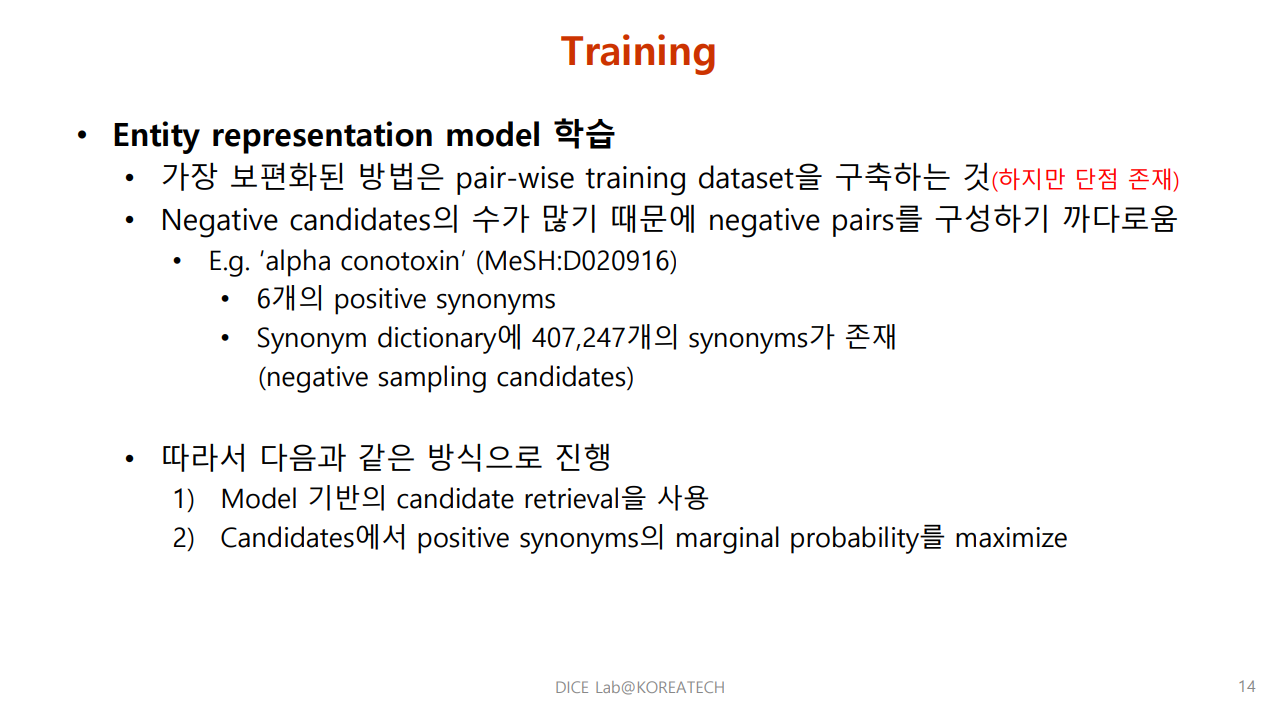 Training
• Entity representation model 학습
• 가장 보편화된 방법은 pair-wise training dataset을 구축하는 것(하지만 단점 존재)
• Negative candidates의 수가 많기 때문에 negative pairs를 구성하기 까다로움
• E.g. ‘alpha conotoxin’ (MeSH:D020916)
• 6개의 positive synonyms
• Synonym dictionary에 407,247개의 synonyms가 존재
(negative sampling candidates)
• 따라서 다음과 같은 방식으로 진행
1) Model 기반의 candidate retrieval을 사용
2) Candidates에서 positive synonyms의 marginal probability를 maximize
DICE Lab@KOREATECH
14